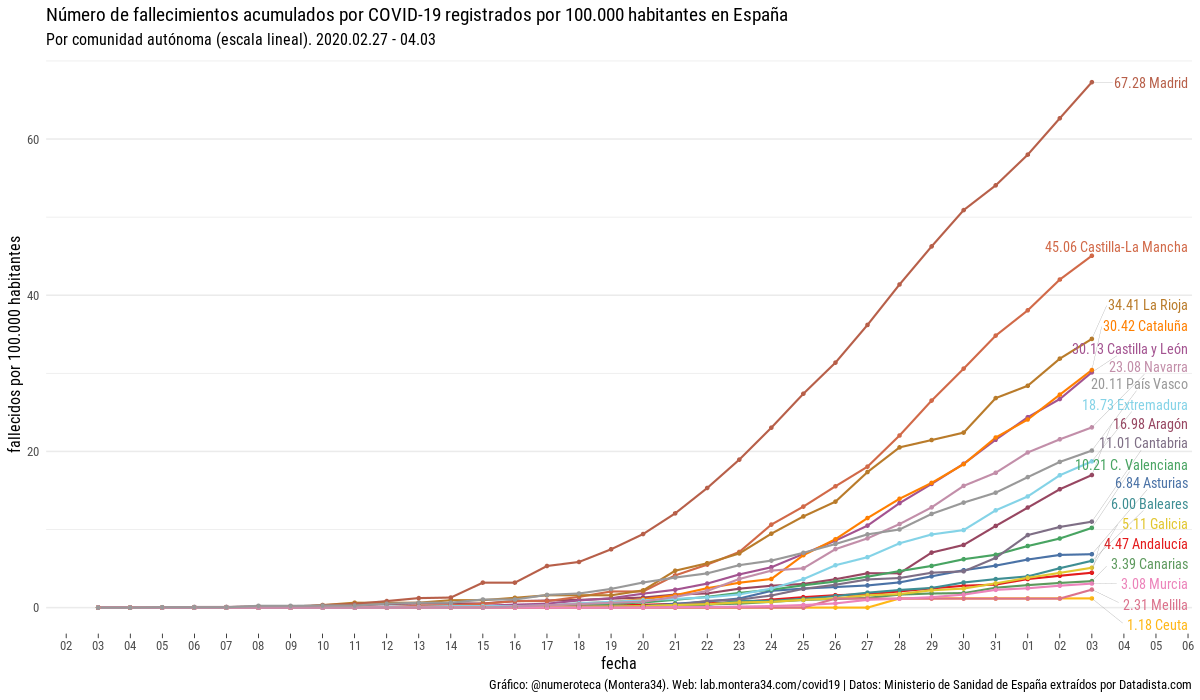 Número de fallecimientos acumulados por COVID-19 registrados por 100.000 habitantes en España
Por comunidad autónoma (escala lineal). 2020.02.27 - 04.03
fallecidos por 100.000 habitantes
60
40
20
0
67.28 Madrid
45.06 Castilla-La Mancha
34.41 La Rioja
30.42 Cataluña
30.13 Castilla y León
23.08 Navarra
20.11 País Vasco
18.73 Extremadura
16.98 Aragón
11.01 Cantabria
10.21 C. Valenciana
6.84 Asturias
6.00 Baleares
5.11 Galicia
4.47 Andalucía
3.39 Canarias
3.08 Murcia
2.31 Melilla
1.18 Ceuta
02 03 04 05 06 07 08 09 10 11 12 13 14 15 16 17 18 19 20 21 22 23 24 25 26 27 28 29 30 31 01 02 03 04 05 06
fecha
Gráfico: @numeroteca (Montera34). Web: lab.montera34.com/covid19 | Datos: Ministerio de Sanidad de España extraídos por Datadista.com